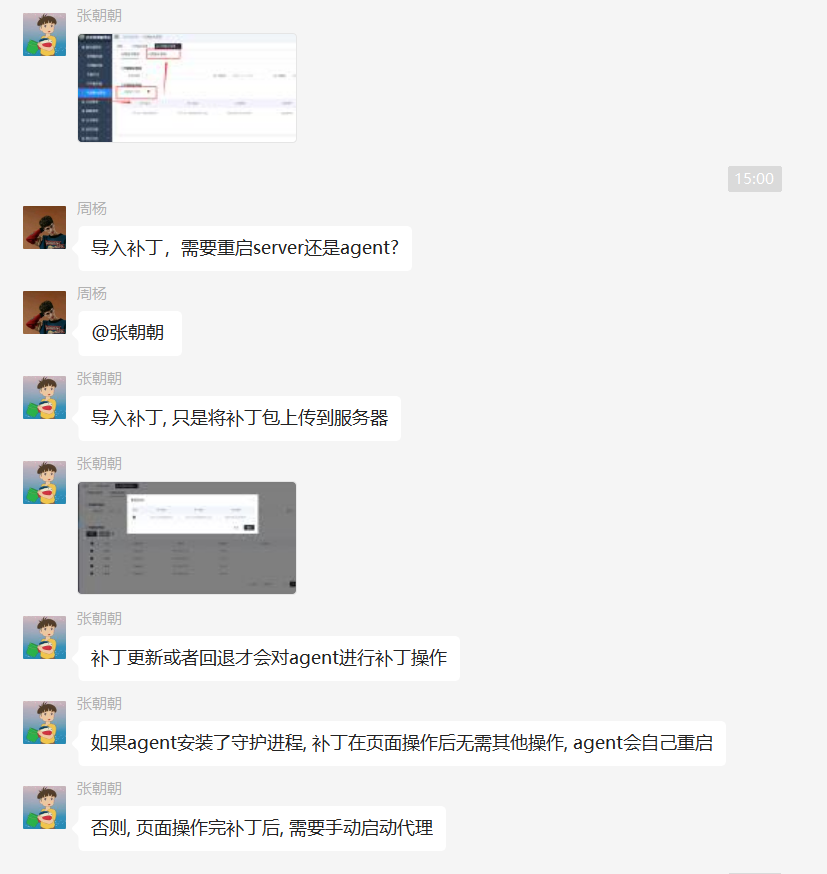 张朝朝
15:00
周杨
导入补丁，需要重启server还是agent?
周杨
@张朝朝
张朝朝
导入补丁, 只是将补丁包上传到服务器
张朝朝
张朝朝
补丁更新或者回退才会对agent进行补丁操作
张朝朝
如果agent安装了守护进程, 补丁在页面操作后无需其他操作, agent会自己重启
张朝朝
否则, 页面操作完补丁后, 需要手动启动代理